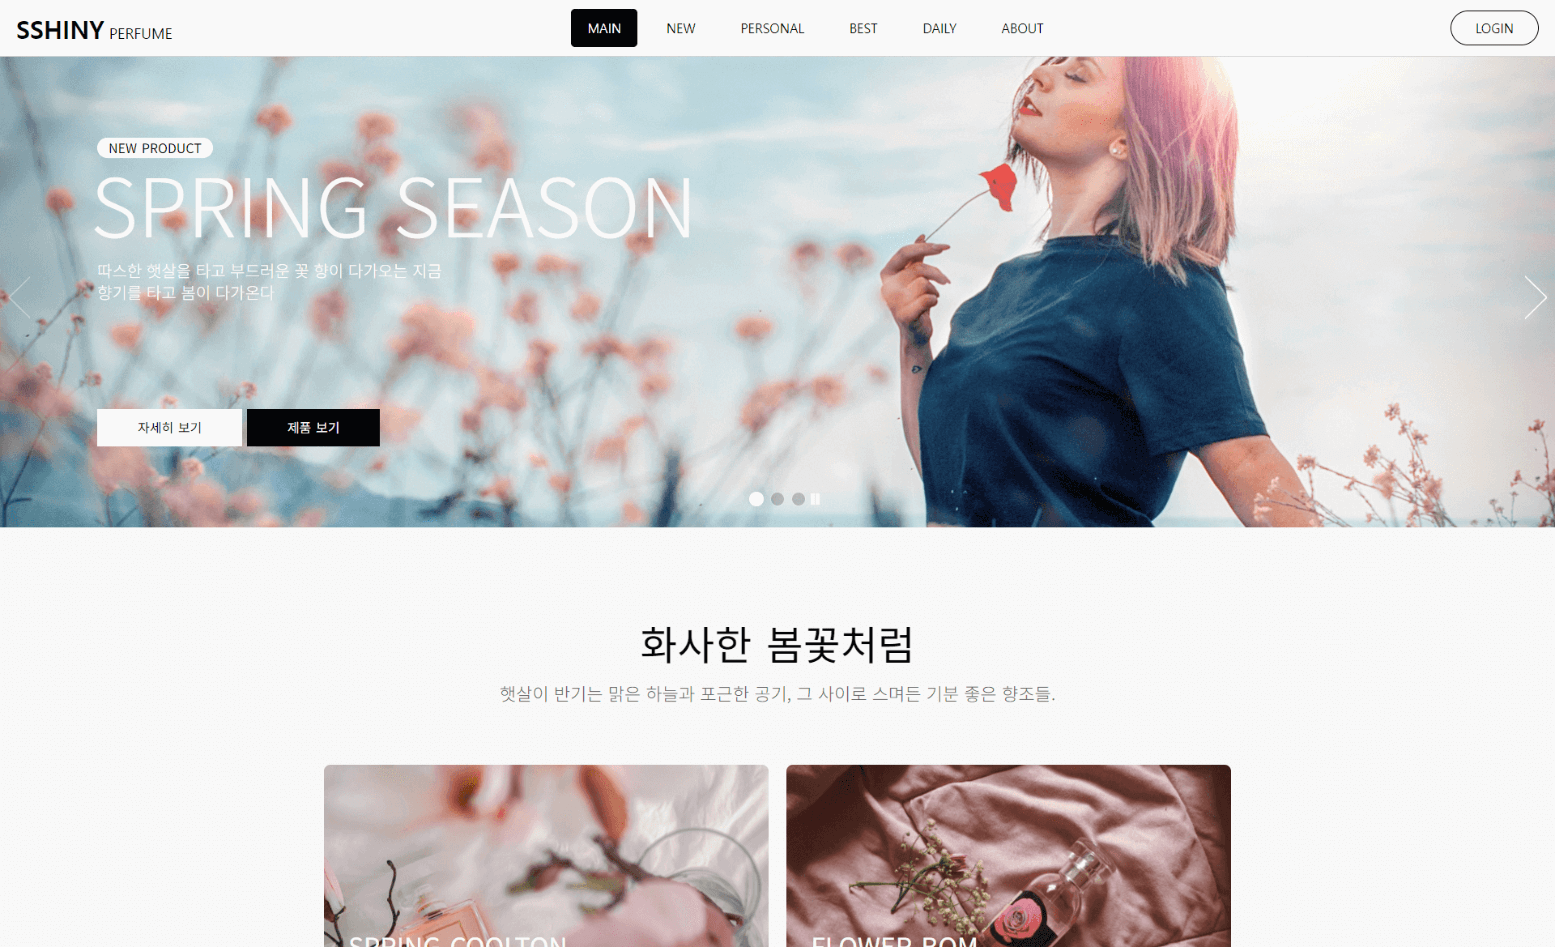 SSHINY PERFUME
MAIN
NEW
PERSONAL
BEST
DAILY
ABOUT
LOGIN
NEW PRODUCT
SPRING SEASON
따스한 햇살을 타고 부드러운 꽃 향이 다가오는 지금
향기를 타고 봄이 다가온다
자세히 보기
제품 보기
화사한 봄꽃처럼
햇살이 반기는 맑은 하늘과 포근한 공기, 그 사이로 스며든 기분 좋은 향조들.
SPRING COOLTON
FLOWER BOM